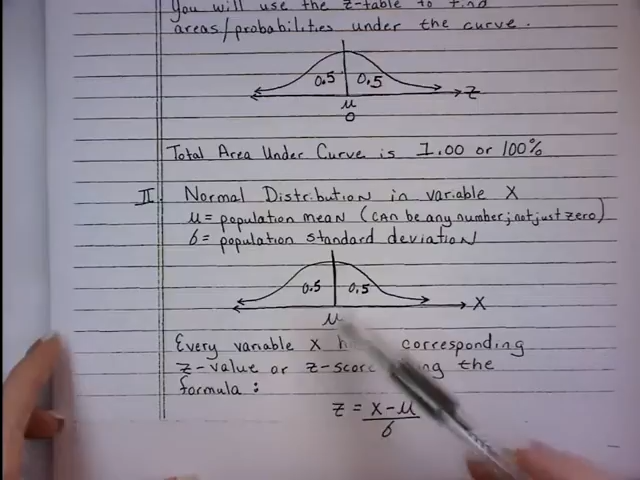 You will use the z-table to find
areas/probabilities under the curve.
0.5 0.5
Z
μ
0
Total Area Under Curve is 1.00 or 100%
II Normal Distribution in variable X
μ = population mean (can be any number; not just zero)
σ = population standard deviation
0.5 0.5
X
μ
Every variable X corresponding
z-value or z-score the
formula:
z = x-μ
σ